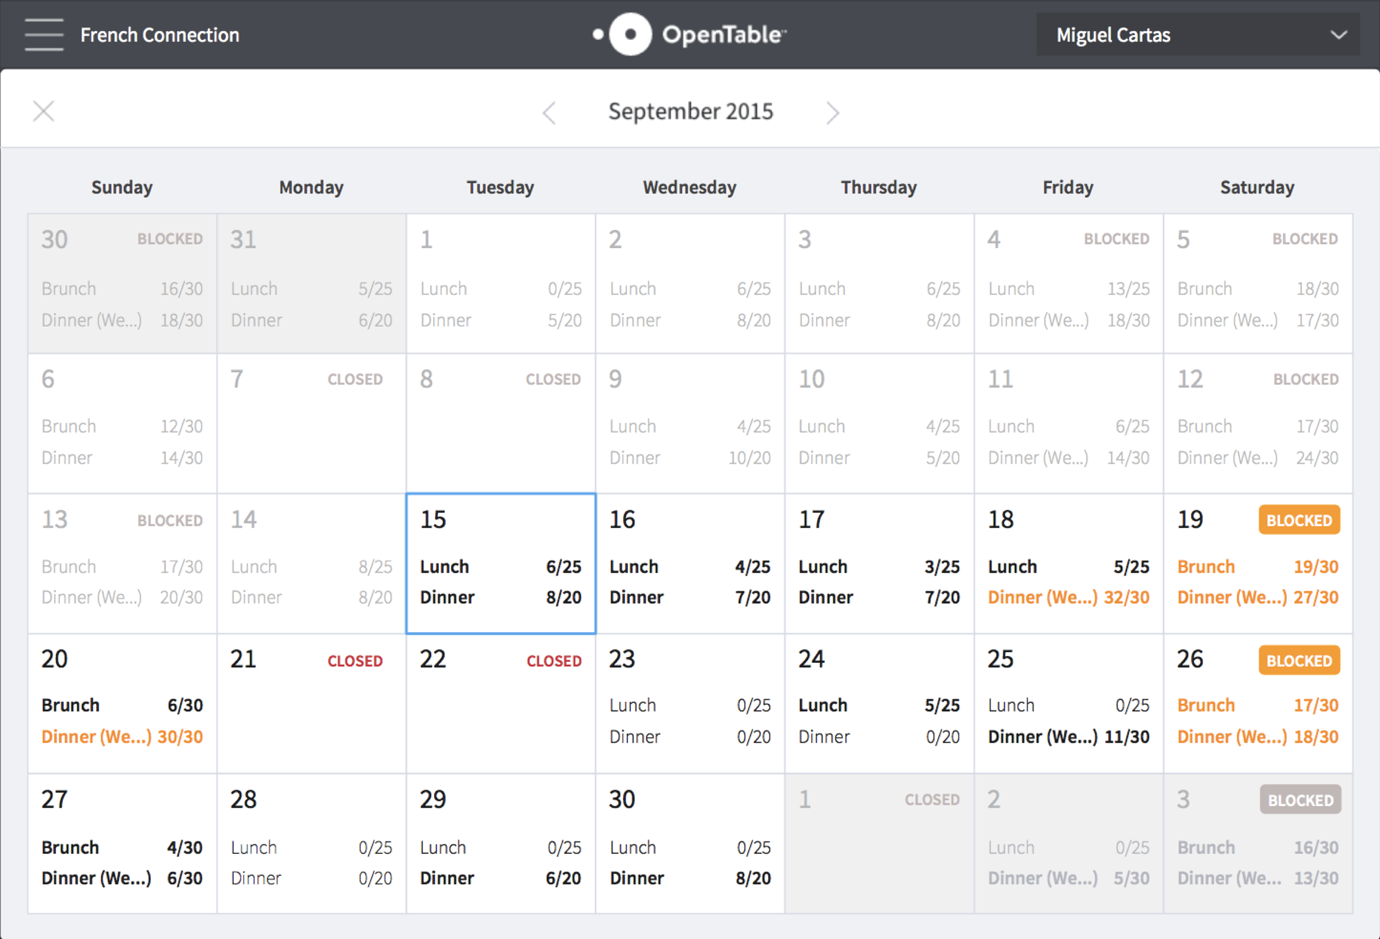 French Connection OpenTable™ Miguel Cartas
September 2015
Sunday Monday Tuesday Wednesday Thursday Friday Saturday
30 BLOCKED 31 1 2 3 4 BLOCKED 5 BLOCKED
Brunch 16/30 Lunch 5/25 Lunch 0/25 Lunch 6/25 Lunch 6/25 Lunch 13/25 Brunch 18/30
Dinner (We...) 18/30 Dinner 6/20 Dinner 5/20 Dinner 8/20 Dinner 8/20 Dinner (We...) 18/30 Dinner (We...) 17/30
6 7 CLOSED 8 CLOSED 9 10 11 12 BLOCKED
Brunch 12/30 Lunch 4/25 Lunch 4/25 Lunch 6/25 Brunch 17/30
Dinner 14/30 Dinner 10/20 Dinner 5/20 Dinner (We...) 14/30 Dinner (We...) 24/30
13 BLOCKED 14 15 16 17 18 19 BLOCKED
Brunch 17/30 Lunch 8/25 Lunch 6/25 Lunch 4/25 Lunch 3/25 Lunch 5/25 Brunch 19/30
Dinner (We...) 20/30 Dinner 8/20 Dinner 8/20 Dinner 7/20 Dinner 7/20 Dinner (We...) 32/30 Dinner (We...) 27/30
20 21 CLOSED 22 CLOSED 23 24 25 26 BLOCKED
Brunch 6/30 Lunch 0/25 Lunch 5/25 Lunch 0/25 Brunch 17/30
Dinner (We...) 30/30 Dinner 0/20 Dinner 0/20 Dinner (We...) 11/30 Dinner (We...) 18/30
27 28 29 30 1 CLOSED 2 3 BLOCKED
Brunch 4/30 Lunch 0/25 Lunch 0/25 Lunch 0/25 Lunch 0/25 Brunch 16/30
Dinner (We...) 6/30 Dinner 0/20 Dinner 6/20 Dinner 8/20 Dinner (We...) 5/30 Dinner (We... 13/30